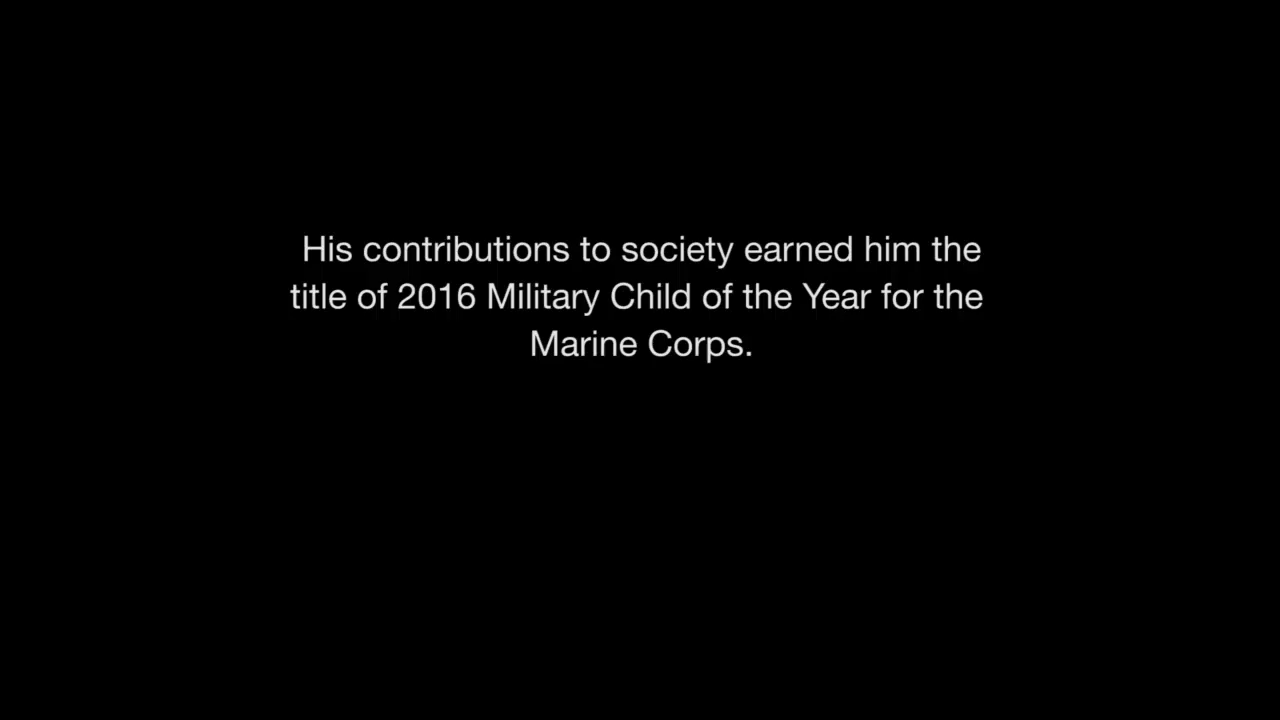 His contributions to society earned him the
title of 2016 Military Child of the Year for the
Marine Corps.